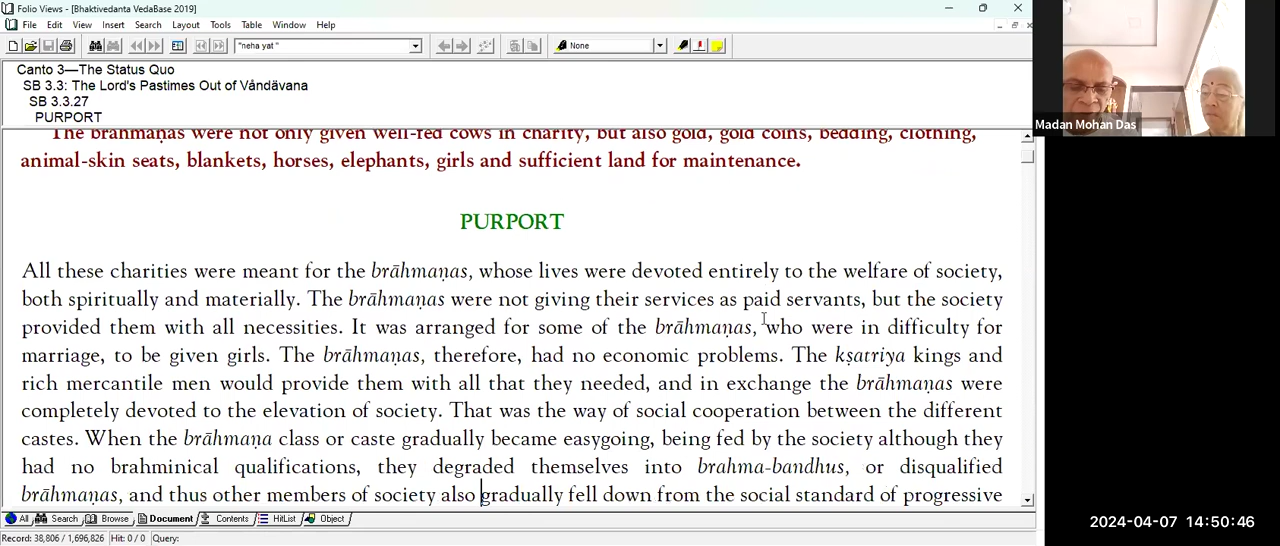 Folio Views - [Bhaktivedanta VedaBase 2019]
File Edit View Insert Search Layout Tools Table Window Help
"neha yat " None
Canto 3—The Status Quo
SB 3.3: The Lord's Pastimes Out of Våndävana
SB 3.3.27
PURPORT
The brāhmaṇas were not only given well-fed cows in charity, but also gold, gold coins, bedding, clothing,
animal-skin seats, blankets, horses, elephants, girls and sufficient land for maintenance.
PURPORT
All these charities were meant for the brāhmaṇas, whose lives were devoted entirely to the welfare of society,
both spiritually and materially. The brāhmaṇas were not giving their services as paid servants, but the society
provided them with all necessities. It was arranged for some of the brāhmaṇas, who were in difficulty for
marriage, to be given girls. The brāhmaṇas, therefore, had no economic problems. The kṣatriya kings and
rich mercantile men would provide them with all that they needed, and in exchange the brāhmaṇas were
completely devoted to the elevation of society. That was the way of social cooperation between the different
castes. When the brāhmaṇa class or caste gradually became easygoing, being fed by the society although they
had no brahminical qualifications, they degraded themselves into brahma-bandhus, or disqualified
brāhmaṇas, and thus other members of society also gradually fell down from the social standard of progressive
All Search Browse Document Contents HitList Object
Record: 38,806 / 1,696,826 Hit: 0 / 0 Query:
Madan Mohan Das
2024-04-07 14:50:46